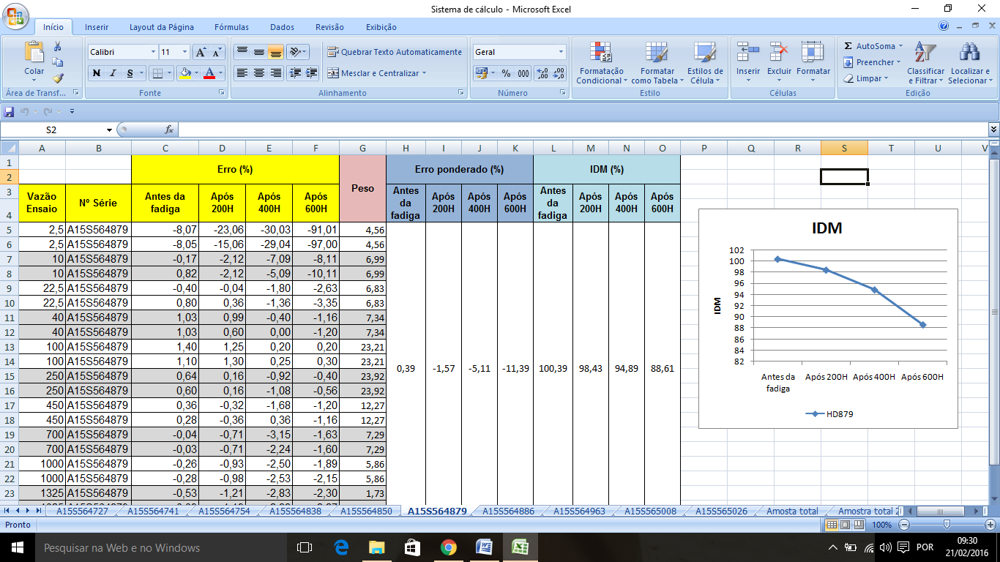 Sistema de cálculo - Microsoft Excel
Início Inserir Layout da Página Fórmulas Dados Revisão Exibição
Colar
Área de Transf...
Calibri 11
N I S
Fonte
Quebrar Texto Automaticamente
Mesclar e Centralizar
Alinhamento
Geral
% 000
Número
Formatação Condicional
Formatar como Tabela
Estilos de Célula
Estilo
Inserir Excluir Formatar
Células
Σ AutoSoma
Preencher
Limpar
Classificar e Filtrar
Localizar e Selecionar
Edição
S2 fx
A B C D E F G H I J K L M N O P Q R S T U V
1 Erro (%) Peso Erro ponderado (%) IDM (%)
2
3
4 Vazão Ensaio Nº Série Antes da fadiga Após 200H Após 400H Após 600H Antes da fadiga Após 200H Após 400H Após 600H Antes da fadiga Após 200H Após 400H Após 600H
5 2,5 A15S564879 -8,07 -23,06 -30,03 -91,01 4,56
6 2,5 A15S564879 -8,05 -15,06 -29,04 -97,00 4,56
7 10 A15S564879 -0,17 -2,12 -7,09 -8,11 6,99
8 10 A15S564879 0,82 -2,12 -5,09 -10,11 6,99
9 22,5 A15S564879 -0,40 -0,04 -1,80 -2,63 6,83
10 22,5 A15S564879 0,80 0,36 -1,36 -3,35 6,83
11 40 A15S564879 1,03 0,99 -0,40 -1,16 7,34
12 40 A15S564879 1,03 0,60 0,00 -1,20 7,34
13 100 A15S564879 1,40 1,25 0,20 0,20 23,21
14 100 A15S564879 1,10 1,30 0,25 0,30 23,21
0,39 -1,57 -5,11 -11,39 100,39 98,43 94,89 88,61
15 250 A15S564879 0,64 0,16 -0,92 -0,40 23,92
16 250 A15S564879 0,60 0,16 -1,08 -0,56 23,92
17 450 A15S564879 0,36 -0,32 -1,68 -1,20 12,27
18 450 A15S564879 0,28 -0,36 0,36 -1,16 12,27
19 700 A15S564879 -0,04 -0,71 -3,15 -1,63 7,29
20 700 A15S564879 -0,03 -0,71 -2,24 -1,60 7,29
21 1000 A15S564879 -0,26 -0,93 -2,50 -1,89 5,86
22 1000 A15S564879 -0,28 -0,98 -2,53 -2,15 5,86
23 1325 A15S564879 -0,53 -1,21 -2,83 -2,30 1,73
IDM
102
100
98
96
94
92
90
88
86
84
82
IDM
Antes da fadiga Após 200H Após 400H Após 600H
HD879
A15S564727 A15S564741 A15S564754 A15S564838 A15S564850 A15S564879 A15S564886 A15S564963 A15S565008 A15S565026 Amosta total Amostra total 2
Pronto 100%
Pesquisar na Web e no Windows
POR
09:30
21/02/2016